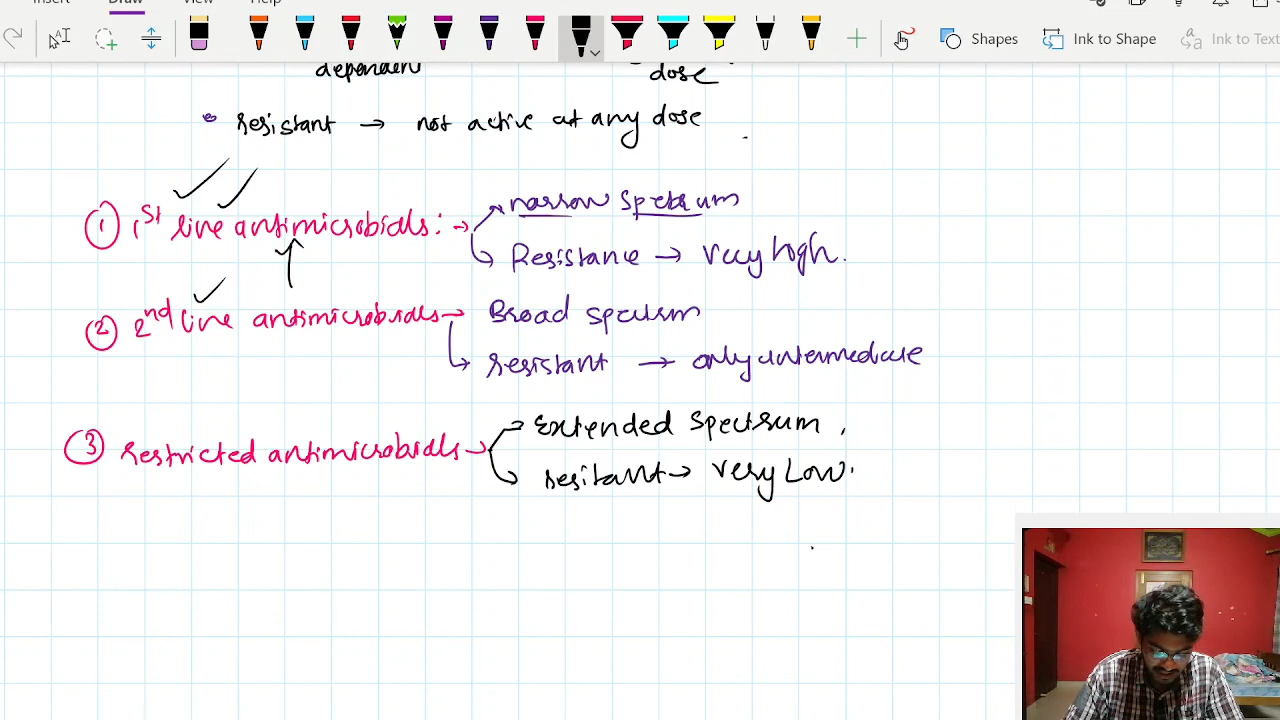 Insert Draw View Help
Shapes Ink to Shape Ink to Text
dependent dose
• resistant → not active at any dose
① 1st line antimicrobials: → narrow spectrum
Resistance → very high.
② 2nd line antimicrobials → Broad spectrum
resistant → only intermediate
③ restricted antimicrobials → Extended spectrum,
resitant → very Low.